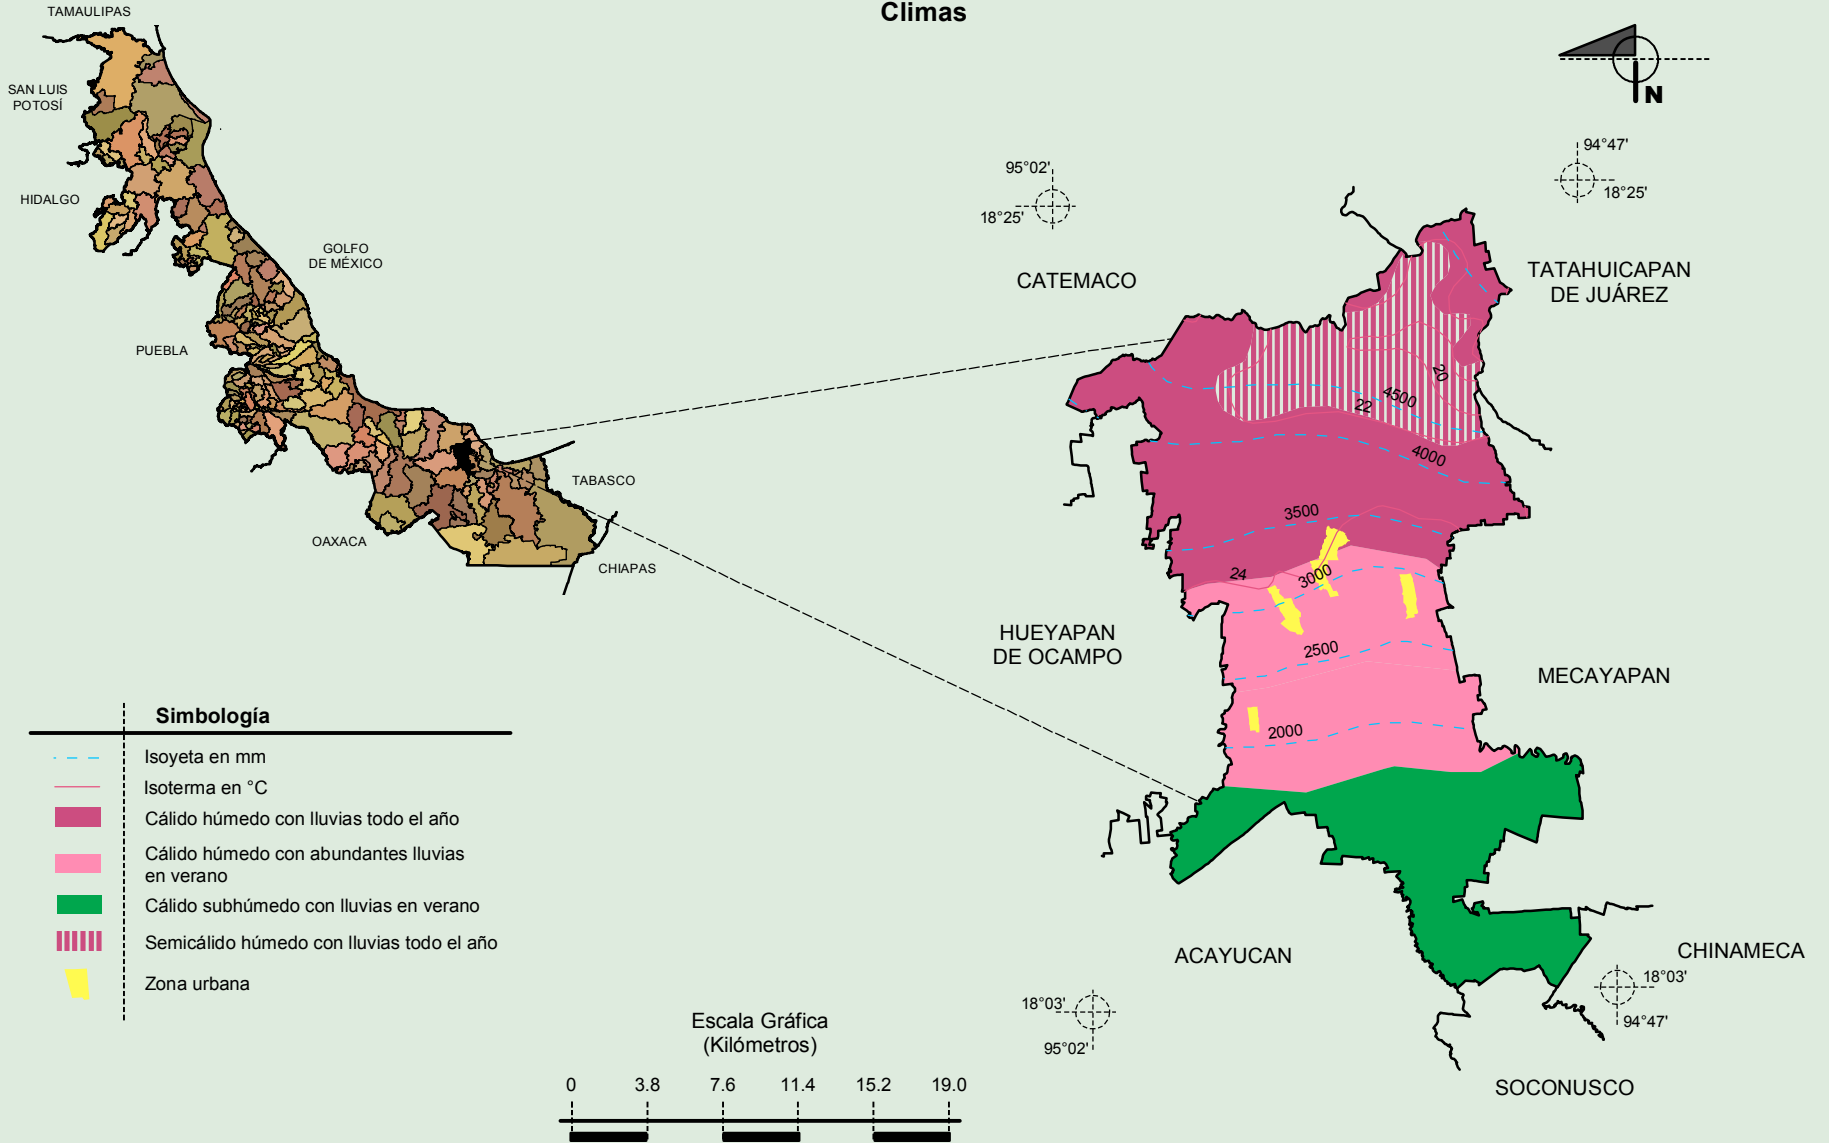 Climas
TAMAULIPAS
SAN LUIS
POTOSÍ
HIDALGO
GOLFO
DE MÉXICO
PUEBLA
OAXACA
TABASCO
CHIAPAS
N
95°02'
18°25'
94°47'
18°25'
CATEMACO
TATAHUICAPAN
DE JUÁREZ
20
4500
22
4000
3500
24
3000
2500
2000
HUEYAPAN
DE OCAMPO
MECAYAPAN
ACAYUCAN
CHINAMECA
SOCONUSCO
18°03'
95°02'
18°03'
94°47'
Simbología
Isoyeta en mm
Isoterma en °C
Cálido húmedo con lluvias todo el año
Cálido húmedo con abundantes lluvias
en verano
Cálido subhúmedo con lluvias en verano
Semicálido húmedo con lluvias todo el año
Zona urbana
Escala Gráfica
(Kilómetros)
0 3.8 7.6 11.4 15.2 19.0